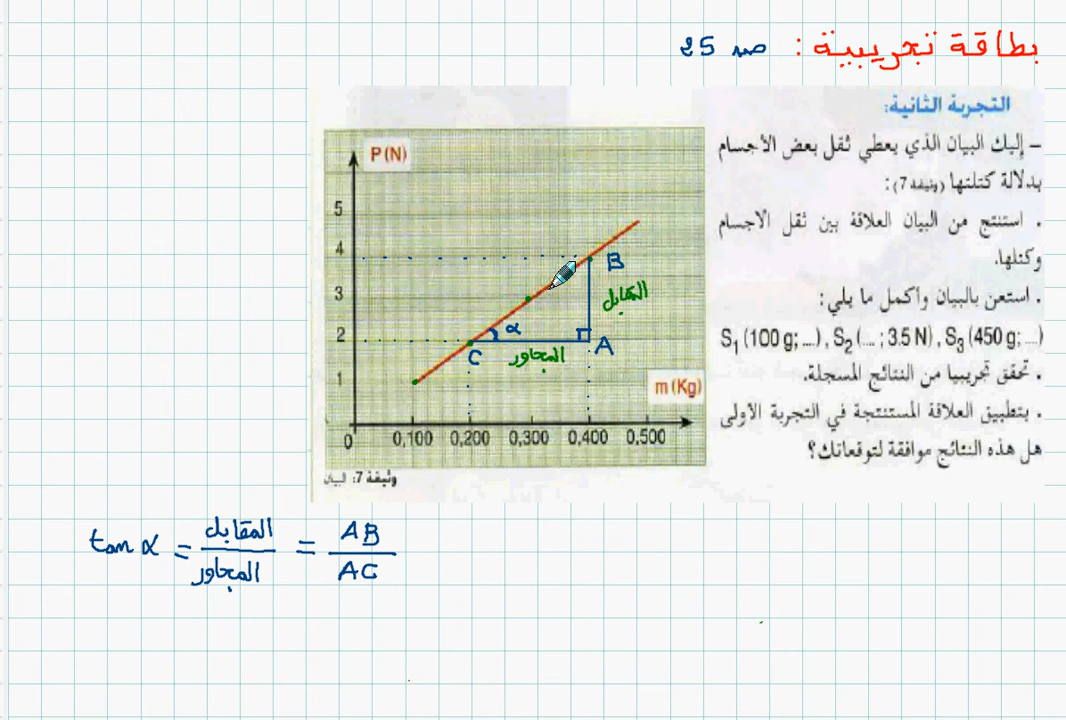 بطاقة تجريبية : صد 25
التجربة الثانية:
– إليك البيان الذي يعطي ثقل بعض الأجسام
بدلالة كتلتها (وثيقة 7):
. استنتج من البيان العلاقة بين ثقل الأجسام
وكتلها.
. استعن بالبيان واكمل ما يلي:
S₁ (100 g; ....), S₂ (.... ; 3.5 N) , S₃ (450 g; ...)
. تحقق تجريبيا من النتائج المسجلة.
. بتطبيق العلاقة المستنتجة في التجربة الأولى
هل هذه النتائج موافقة لتوقعاتك؟
P (N)
5
4
3
2
1
0
0,100 0,200 0,300 0,400 0,500
m (Kg)
B
المقابل
α
A
C
المجاور
وثيقة 7: البيان
tan α = المقابل / المجاور = AB / AC